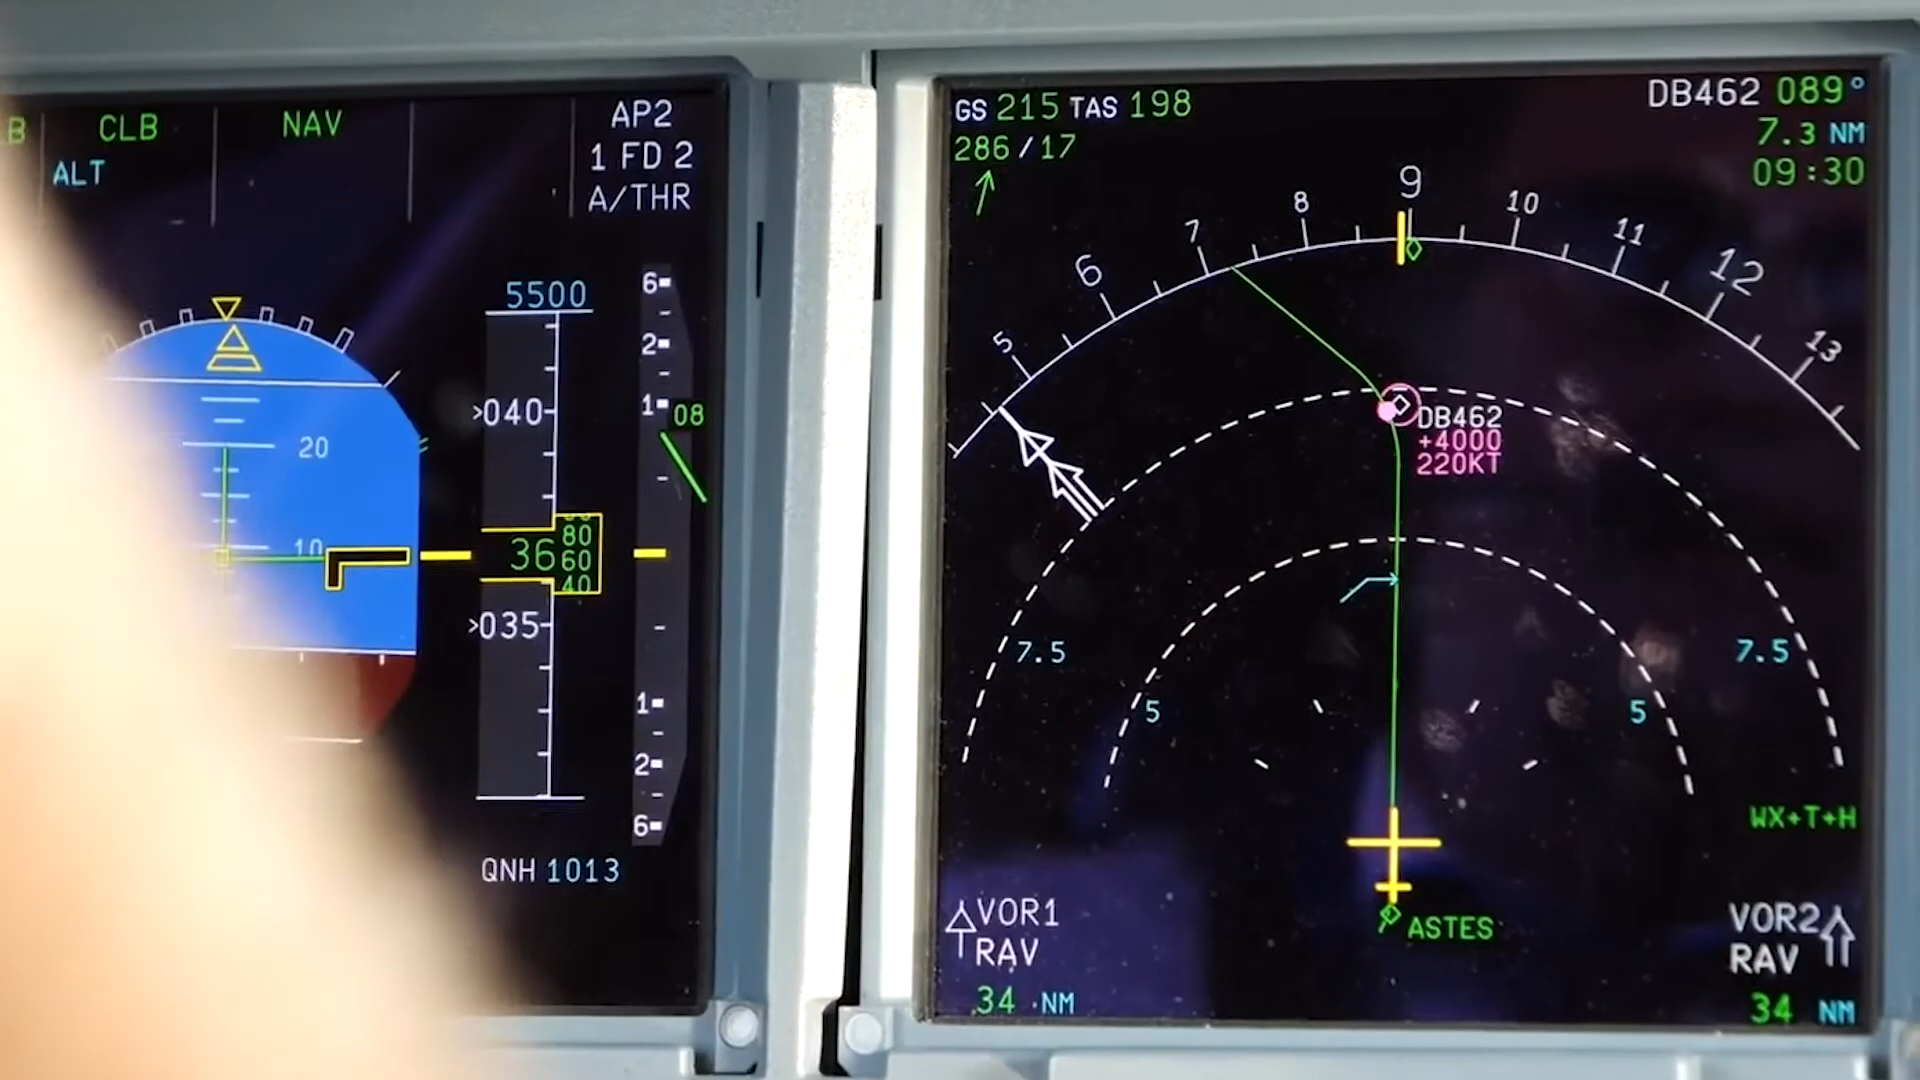 B CLB NAV AP2
ALT 1 FD 2
A/THR
5500
20
10
>040
>035
36 80
60
40
6
2
1
08
1
2
6
QNH 1013
GS 215 TAS 198
286/17
DB462 089°
7.3 NM
09:30
5 6 7 8 9 10 11 12 13
DB462
+4000
220KT
7.5 7.5
5 5
WX+T+H
ASTES
VOR1
RAV
34 NM
VOR2
RAV
34 NM